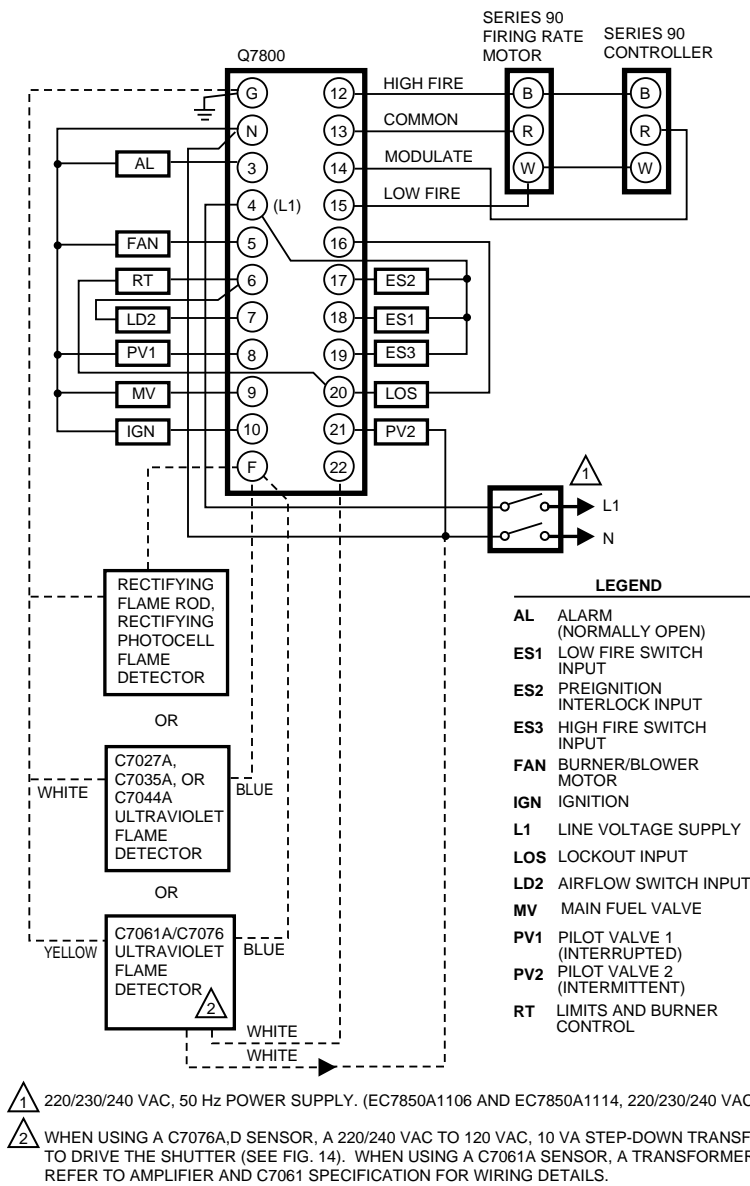 SERIES 90
FIRING RATE
MOTOR
SERIES 90
CONTROLLER
Q7800
G
12
HIGH FIRE
B
B
N
13
COMMON
R
R
AL
3
14
MODULATE
W
W
4
(L1)
15
LOW FIRE
FAN
5
16
RT
6
17
ES2
LD2
7
18
ES1
PV1
8
19
ES3
MV
9
20
LOS
IGN
10
21
PV2
F
22
1
L1
N
RECTIFYING
FLAME ROD,
RECTIFYING
PHOTOCELL
FLAME
DETECTOR
OR
C7027A,
C7035A, OR
C7044A
ULTRAVIOLET
FLAME
DETECTOR
WHITE
BLUE
OR
C7061A/C7076
ULTRAVIOLET
FLAME
DETECTOR
2
YELLOW
BLUE
WHITE
WHITE
LEGEND
AL ALARM
(NORMALLY OPEN)
ES1 LOW FIRE SWITCH
INPUT
ES2 PREIGNITION
INTERLOCK INPUT
ES3 HIGH FIRE SWITCH
INPUT
FAN BURNER/BLOWER
MOTOR
IGN IGNITION
L1 LINE VOLTAGE SUPPLY
LOS LOCKOUT INPUT
LD2 AIRFLOW SWITCH INPUT
MV MAIN FUEL VALVE
PV1 PILOT VALVE 1
(INTERRUPTED)
PV2 PILOT VALVE 2
(INTERMITTENT)
RT LIMITS AND BURNER
CONTROL
1 220/230/240 VAC, 50 Hz POWER SUPPLY. (EC7850A1106 AND EC7850A1114, 220/230/240 VAC
2 WHEN USING A C7076A,D SENSOR, A 220/240 VAC TO 120 VAC, 10 VA STEP-DOWN TRANSF
TO DRIVE THE SHUTTER (SEE FIG. 14). WHEN USING A C7061A SENSOR, A TRANSFORMER
REFER TO AMPLIFIER AND C7061 SPECIFICATION FOR WIRING DETAILS.